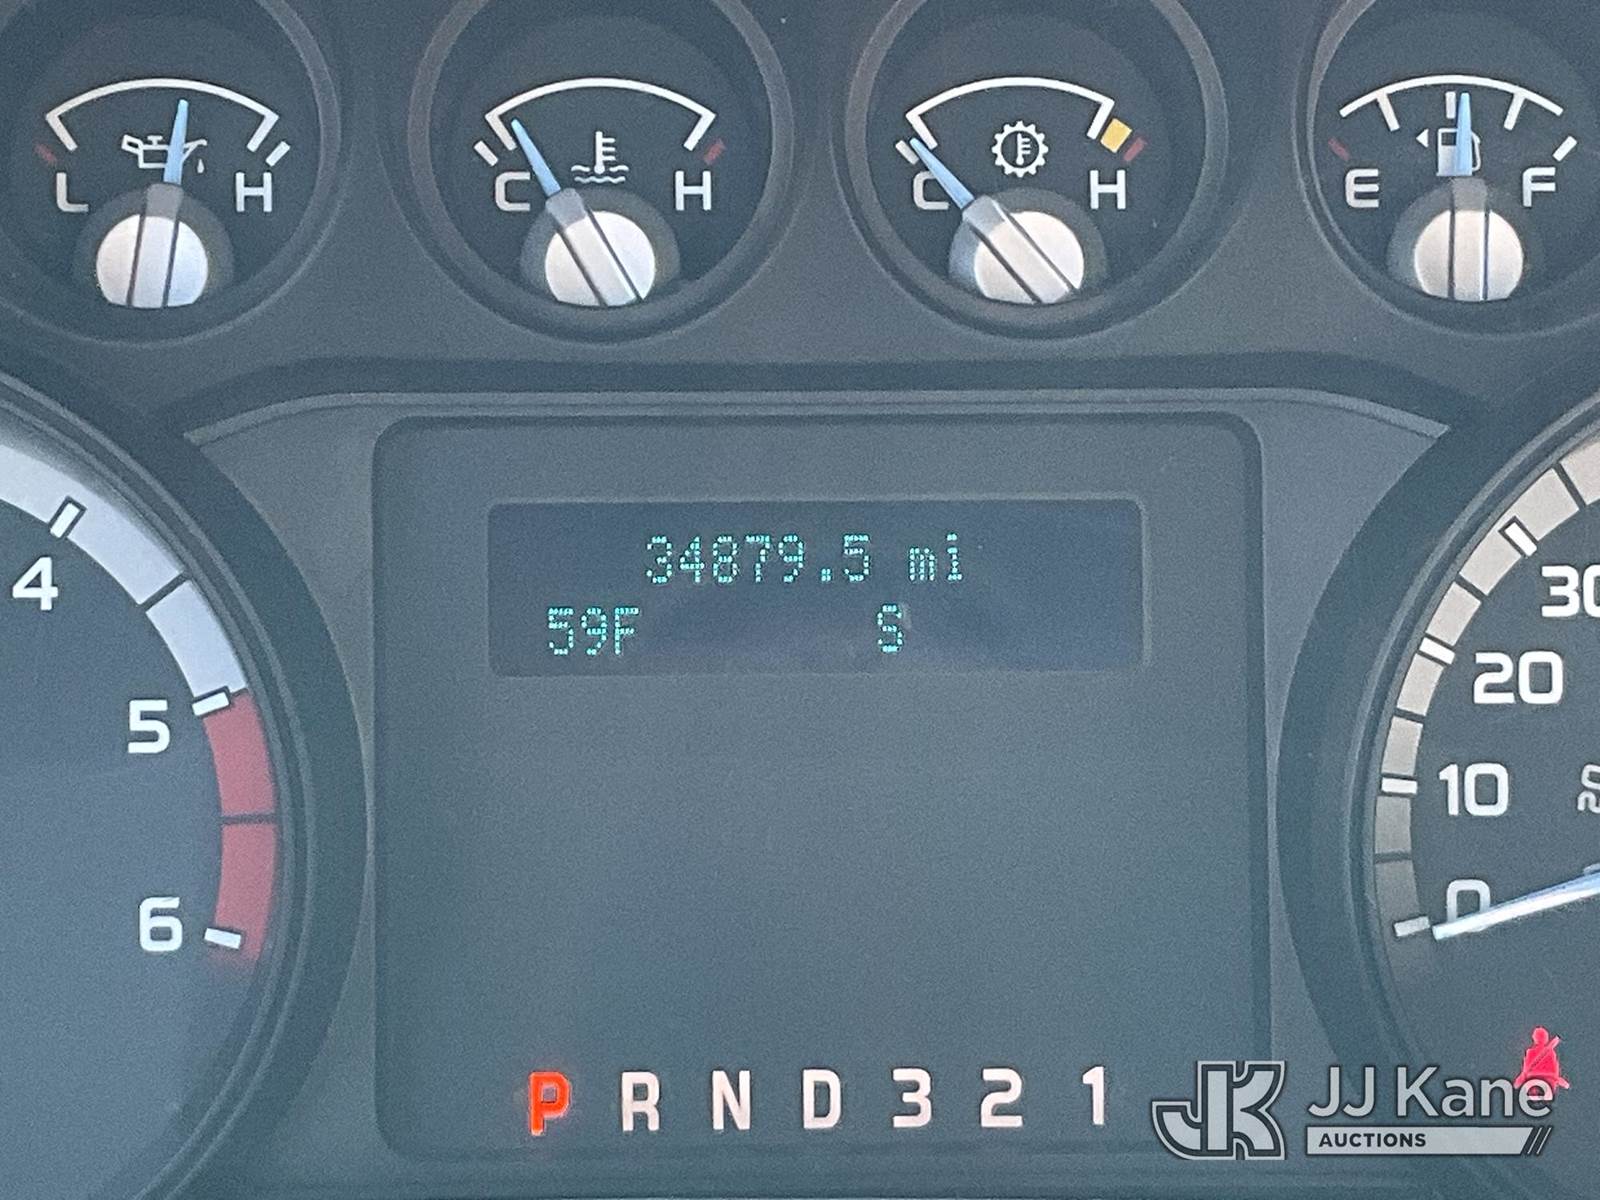 L H
C H
C H
E F
34879.5 mi
59F S
4
5
6
30
20
10
0
P R N D 3 2 1
JK JJ Kane
AUCTIONS